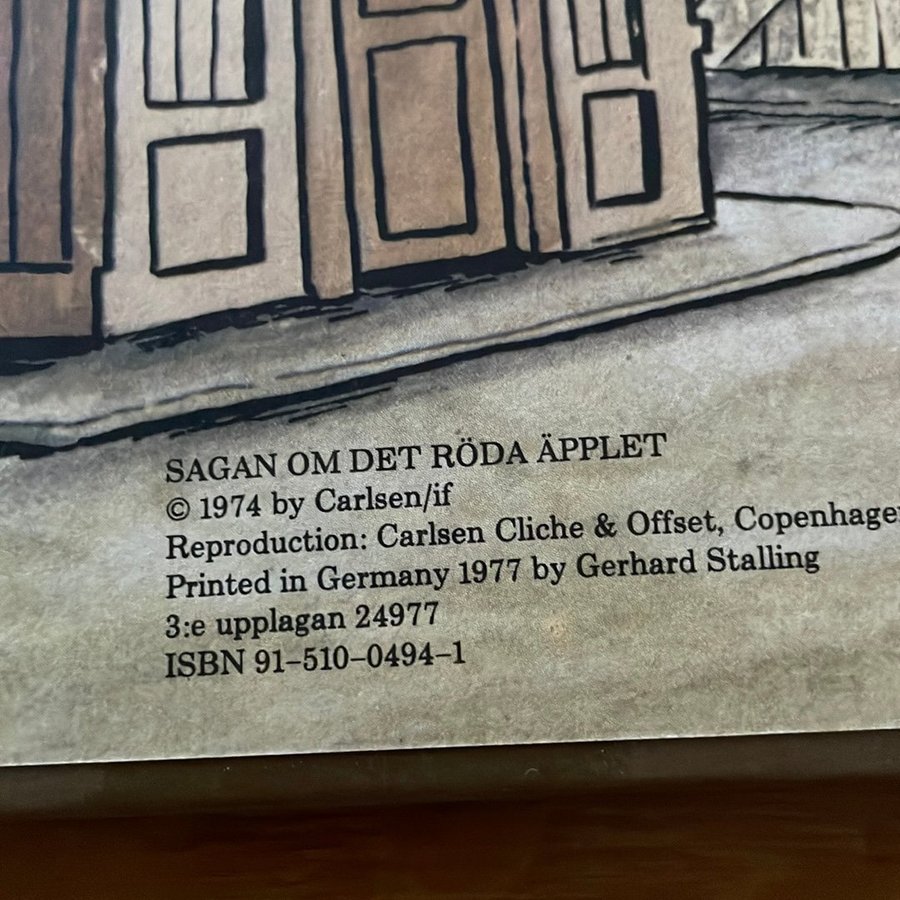 SAGAN OM DET RÖDA ÄPPLET
© 1974 by Carlsen/if
Reproduction: Carlsen Cliche & Offset, Copenhage
Printed in Germany 1977 by Gerhard Stalling
3:e upplagan 24977
ISBN 91-510-0494-1